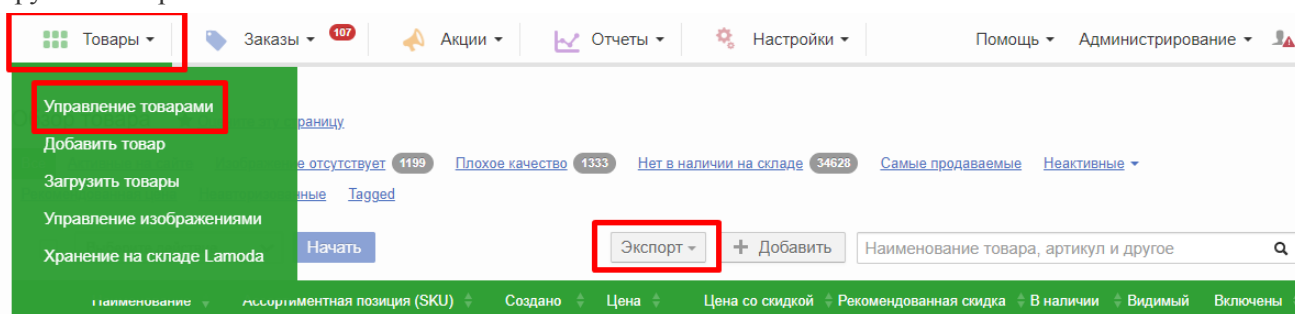 Товары Заказы 107 Акции Отчеты Настройки Помощь Администрирование
Управление товарами
страницу
Добавить товар
отсутствует 1199 Плохое качество 1333 Нет в наличии на складе 34628 Самые продаваемые Неактивные
Загрузить товары
Tagged
Управление изображениями
Начать Экспорт + Добавить Наименование товара, артикул и другое
Хранение на складе Lamoda
Наименование Ассортиментная позиция (SKU) Создано Цена Цена со скидкой Рекомендованная скидка В наличии Видимый Включены